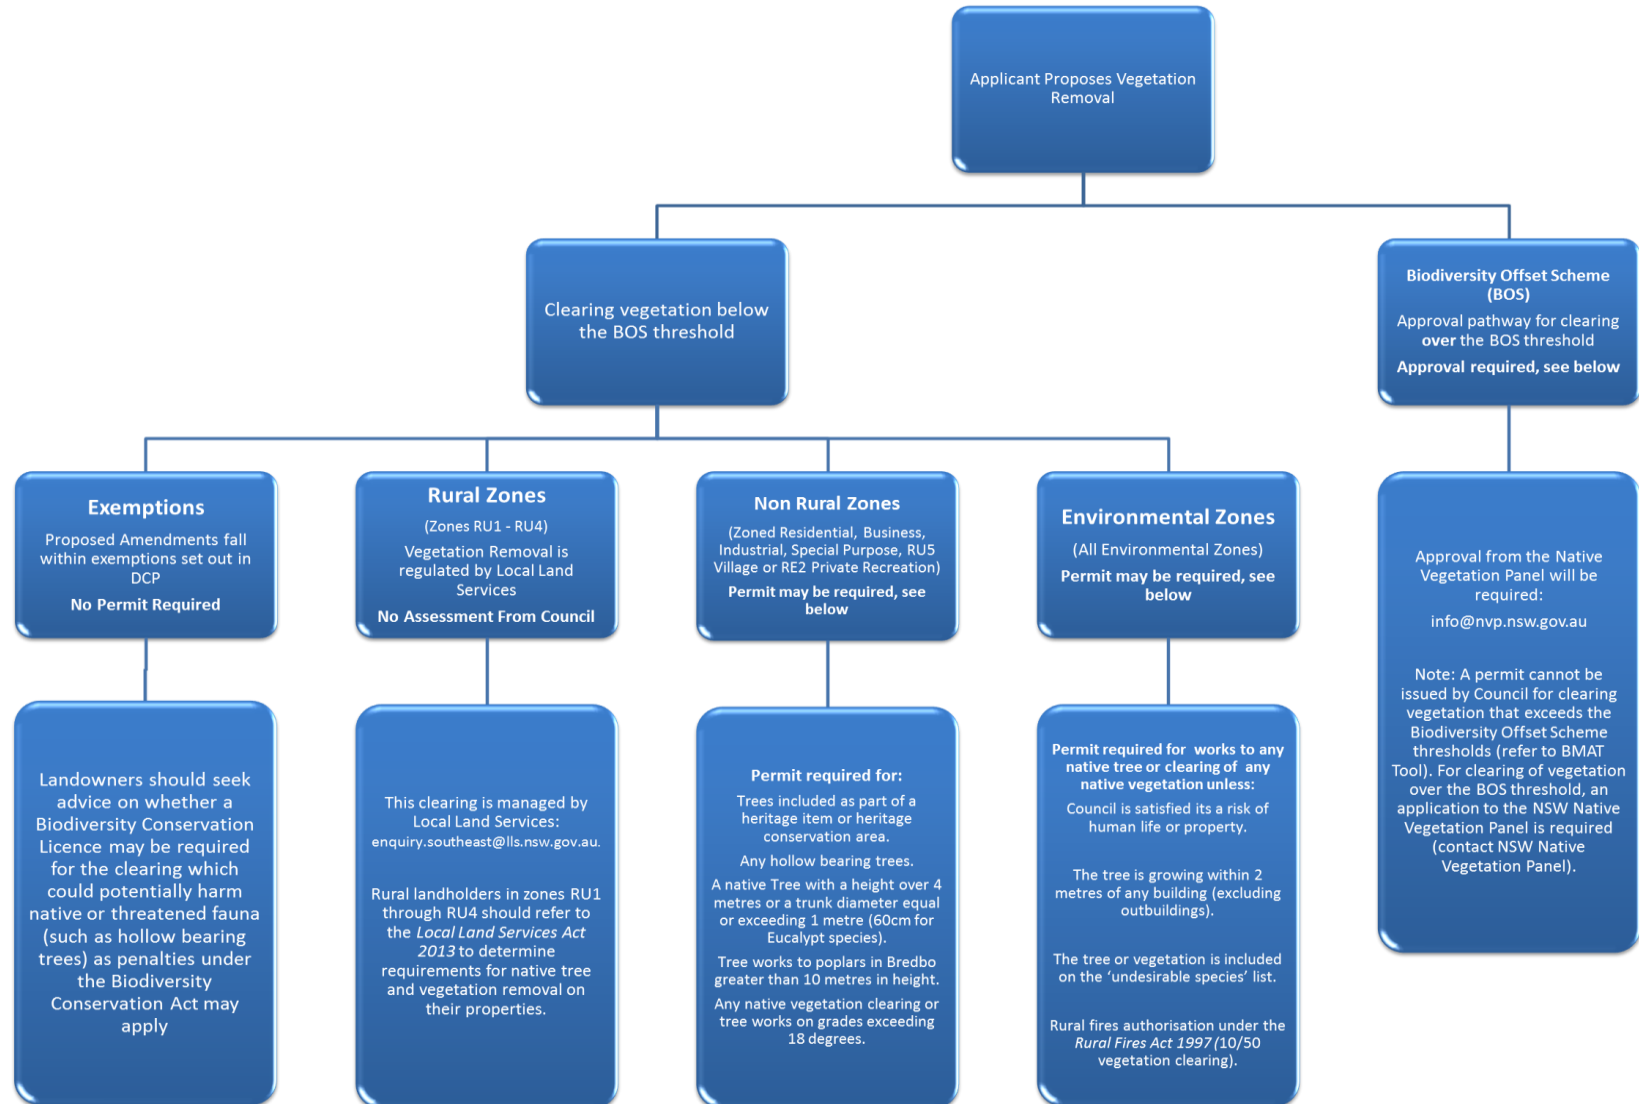 Applicant Proposes Vegetation
Removal
Clearing vegetation below
the BOS threshold
Biodiversity Offset Scheme
(BOS)
Approval pathway for clearing
over the BOS threshold
Approval required, see below
Exemptions
Proposed Amendments fall
within exemptions set out in
DCP
No Permit Required
Rural Zones
(Zones RU1 - RU4)
Vegetation Removal is
regulated by Local Land
Services
No Assessment From Council
Non Rural Zones
(Zoned Residential, Business,
Industrial, Special Purpose, RU5
Village or RE2 Private Recreation)
Permit may be required, see
below
Environmental Zones
(All Environmental Zones)
Permit may be required, see
below
Approval from the Native
Vegetation Panel will be
required:
info@nvp.nsw.gov.au
Note: A permit cannot be
issued by Council for clearing
vegetation that exceeds the
Biodiversity Offset Scheme
thresholds (refer to BMAT
Tool). For clearing of vegetation
over the BOS threshold, an
application to the NSW Native
Vegetation Panel is required
(contact NSW Native
Vegetation Panel).
Landowners should seek
advice on whether a
Biodiversity Conservation
Licence may be required
for the clearing which
could potentially harm
native or threatened fauna
(such as hollow bearing
trees) as penalties under
the Biodiversity
Conservation Act may
apply
This clearing is managed by
Local Land Services:
enquiry.southeast@lls.nsw.gov.au.
Rural landholders in zones RU1
through RU4 should refer to
the Local Land Services Act
2013 to determine
requirements for native tree
and vegetation removal on
their properties.
Permit required for:
Trees included as part of a
heritage item or heritage
conservation area.
Any hollow bearing trees.
A native Tree with a height over 4
metres or a trunk diameter equal
or exceeding 1 metre (60cm for
Eucalypt species).
Tree works to poplars in Bredbo
greater than 10 metres in height.
Any native vegetation clearing or
tree works on grades exceeding
18 degrees.
Permit required for works to any
native tree or clearing of any
native vegetation unless:
Council is satisfied its a risk of
human life or property.
The tree is growing within 2
metres of any building (excluding
outbuildings).
The tree or vegetation is included
on the ‘undesirable species’ list.
Rural fires authorisation under the
Rural Fires Act 1997 (10/50
vegetation clearing).